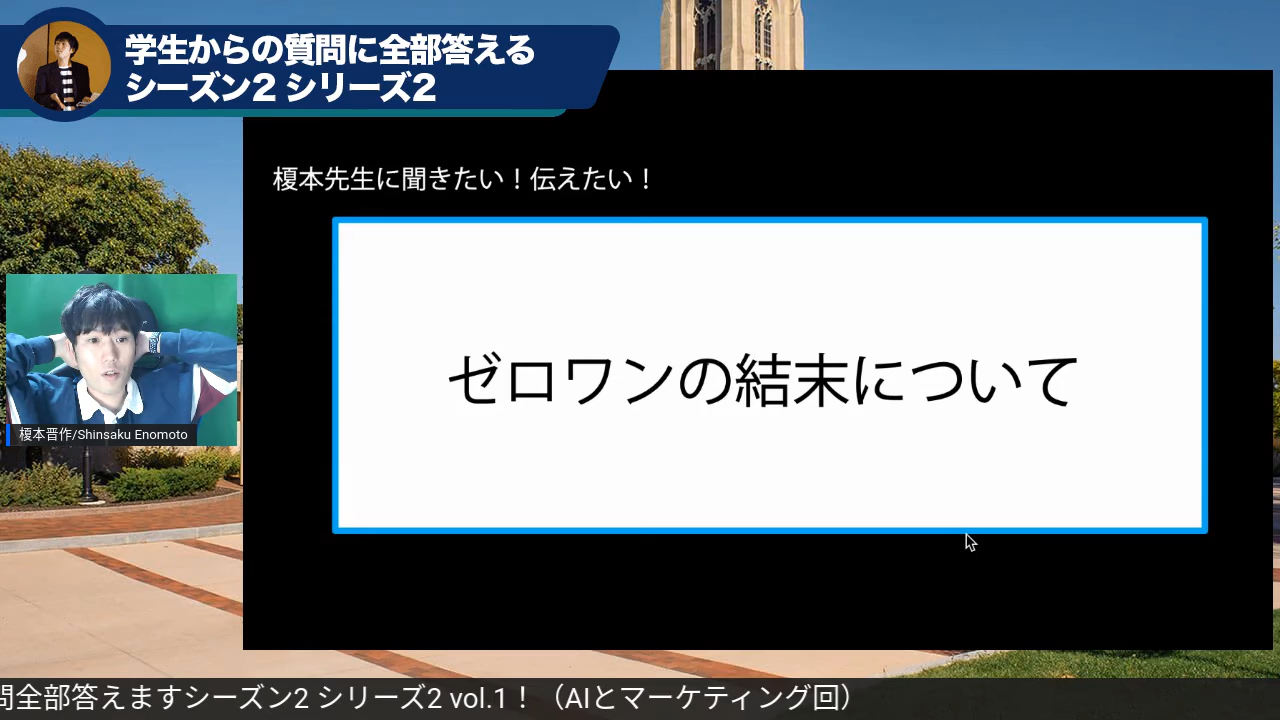 学生からの質問に全部答える
シーズン2 シリーズ2
榎本先生に聞きたい！伝えたい！
ゼロワンの結末について
榎本晋作/Shinsaku Enomoto
問全部答えますシーズン2 シリーズ2 vol.1！（AIとマーケティング回）